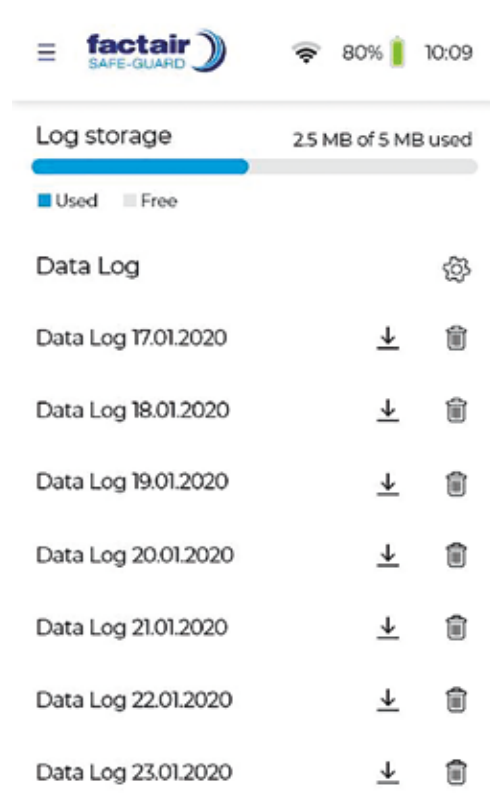 factair
SAFE-GUARD
80%
10:09
Log storage
2.5 MB of 5 MB used
Used
Free
Data Log
Data Log 17.01.2020
Data Log 18.01.2020
Data Log 19.01.2020
Data Log 20.01.2020
Data Log 21.01.2020
Data Log 22.01.2020
Data Log 23.01.2020